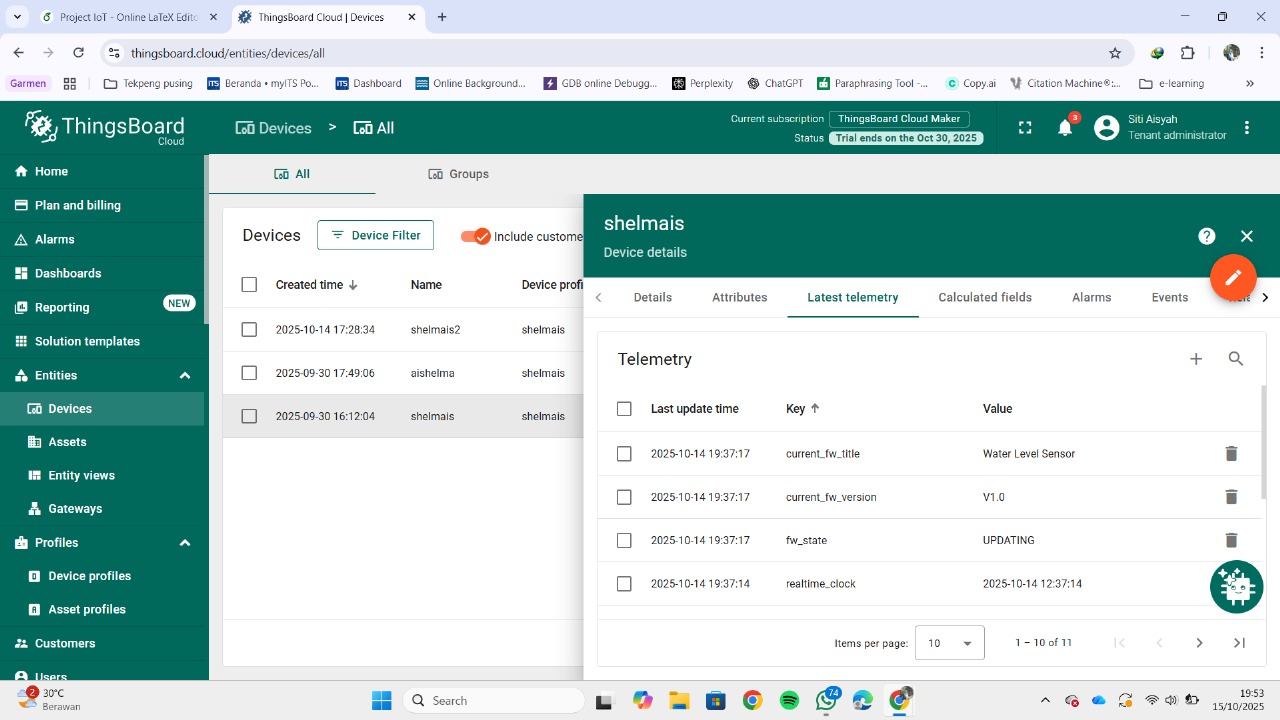 Project IoT - Online LaTeX Edito
ThingsBoard Cloud | Devices
thingsboard.cloud/entities/devices/all
Garmen
Tekpeng pusing
Beranda • myITS Po...
Dashboard
Online Background...
GDB online Debugg...
Perplexity
ChatGPT
Paraphrasing Tool -...
Copy.ai
Citation Machine®:...
e-learning
ThingsBoard
Cloud
Devices > All
Current subscription ThingsBoard Cloud Maker
Status Trial ends on the Oct 30, 2025
3
Siti Aisyah
Tenant administrator
Home
Plan and billing
Alarms
Dashboards
Reporting NEW
Solution templates
Entities
Devices
Assets
Entity views
Gateways
Profiles
Device profiles
Asset profiles
Customers
Users
All
Groups
Devices
Device Filter
Include custome
Created time Name Device profi
2025-10-14 17:28:34 shelmais2 shelmais
2025-09-30 17:49:06 aishelma shelmais
2025-09-30 16:12:04 shelmais shelmais
shelmais
Device details
Details Attributes Latest telemetry Calculated fields Alarms Events
Telemetry
Last update time Key Value
2025-10-14 19:37:17 current_fw_title Water Level Sensor
2025-10-14 19:37:17 current_fw_version V1.0
2025-10-14 19:37:17 fw_state UPDATING
2025-10-14 19:37:14 realtime_clock 2025-10-14 12:37:14
Items per page: 10 1 – 10 of 11
2
30°C
Berawan
Search
74
19:53
15/10/2025